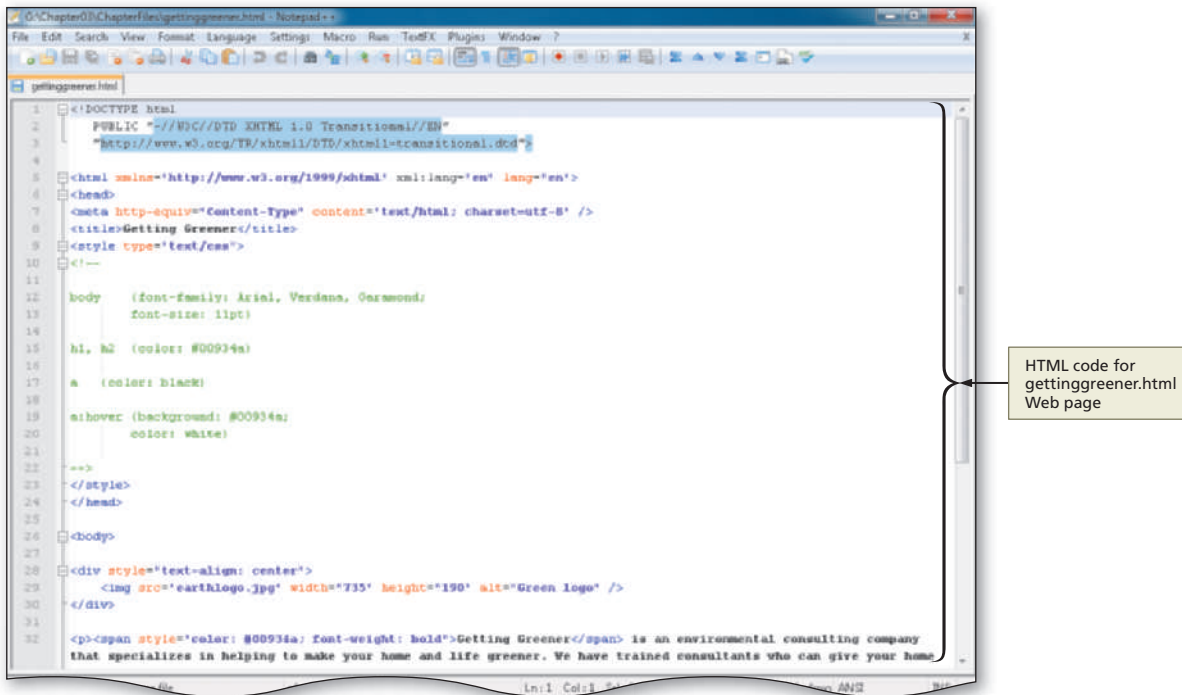 G:\Chapter03\ChapterFiles\gettinggreener.html - Notepad++
File Edit Search View Format Language Settings Macro Run TextFX Plugins Window ?
X
gettinggreener.html
1 <!DOCTYPE html
2 PUBLIC "-//W3C//DTD XHTML 1.0 Transitional//EN"
3 "http://www.w3.org/TR/xhtml1/DTD/xhtml1-transitional.dtd">
4
5 <html xmlns="http://www.w3.org/1999/xhtml" xml:lang="en" lang="en">
6 <head>
7 <meta http-equiv="Content-Type" content="text/html; charset=utf-8" />
8 <title>Getting Greener</title>
9 <style type="text/css">
10 <!--
11
12 body {font-family: Arial, Verdana, Garamond;
13 font-size: 11pt}
14
15 h1, h2 {color: #00934a}
16
17 a {color: black}
18
19 a:hover {background: #00934a;
20 color: white}
21
22 -->
23 </style>
24 </head>
25
26 <body>
27
28 <div style="text-align: center">
29 <img src="earthlogo.jpg" width="735" height="190" alt="Green logo" />
30 </div>
31
32 <p><span style="color: #00934a; font-weight: bold">Getting Greener</span> is an environmental consulting company
that specializes in helping to make your home and life greener. We have trained consultants who can give your home
file Ln:1 Col:1 ANSI INS
HTML code for
gettinggreener.html
Web page